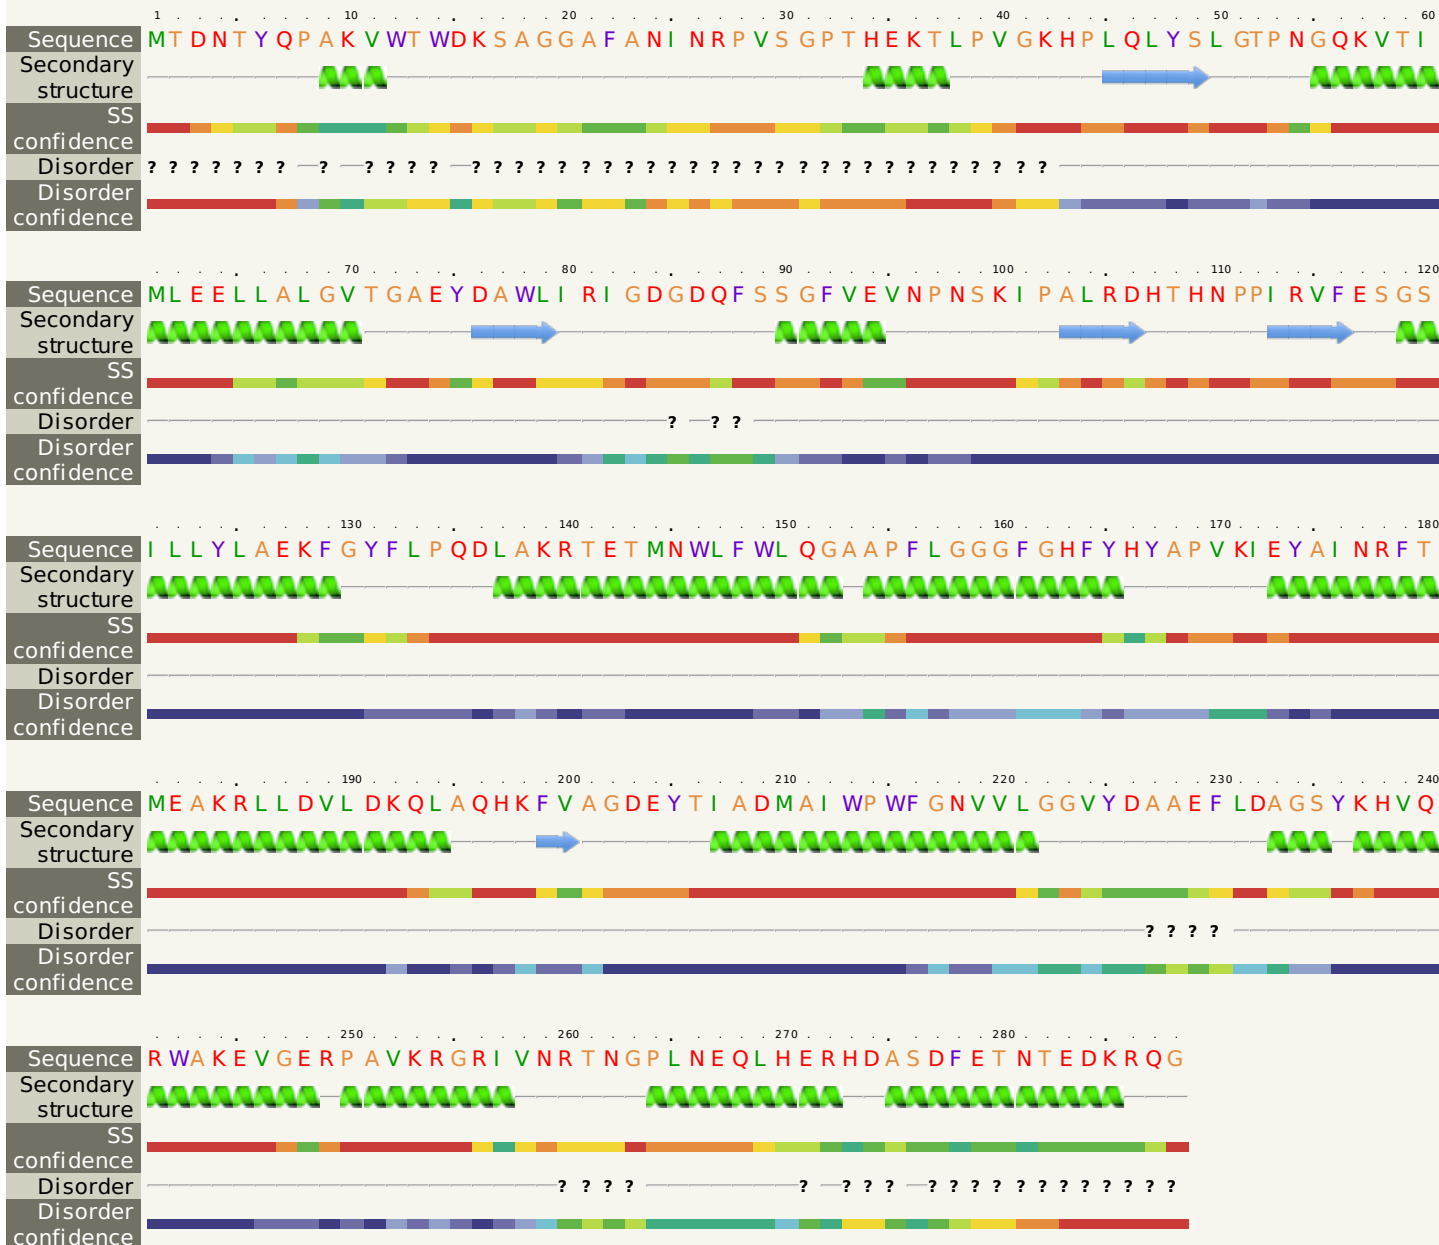 1 10 20 30 40 50 60
Sequence MTDNTYQPAKVWTWDKSAGGAFANINRPVSGPTHEKTLPVGKHPLQLYSLGTPNGQKVTI
Secondary
structure
SS
confidence
Disorder ? ? ? ? ? ? ? ? ? ? ? ? ? ? ? ? ? ? ? ? ? ? ? ? ? ? ? ? ? ? ? ? ? ? ? ? ? ? ?
Disorder
confidence
70 80 90 100 110 120
Sequence MLEELLALGVTGAEYDAWLIRIGDGDQFSSGFVEVNPNSKIPALRDHTHNPPIRVFESGS
Secondary
structure
SS
confidence
Disorder ? ? ?
Disorder
confidence
130 140 150 160 170 180
Sequence ILLYLAEKFGYFLPQDLAKRTETMNWLFWLQGAAPFLGGGFGHFYHYAPVKIEYAINRFT
Secondary
structure
SS
confidence
Disorder
Disorder
confidence
190 200 210 220 230 240
Sequence MEAKRLLDVLDKQLAQHKFVAGDEYTIADMAIWPWFGNVVLGGVYDAAEFLDAGSYKHVQ
Secondary
structure
SS
confidence
Disorder ? ? ? ?
Disorder
confidence
250 260 270 280
Sequence RWAKEVGERPAVKRGRIVNRTNGPLNEQLHERHDASDFETNTEDKRQG
Secondary
structure
SS
confidence
Disorder ? ? ? ? ? ? ? ? ? ? ? ? ? ? ? ? ? ? ? ?
Disorder
confidence